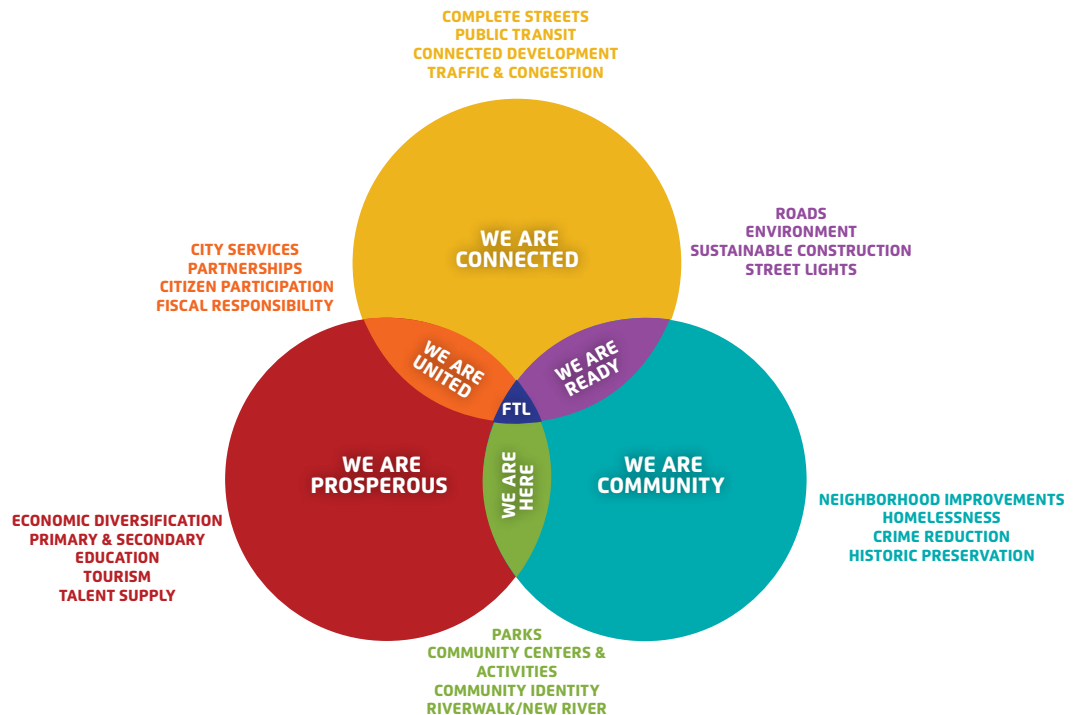 COMPLETE STREETS
PUBLIC TRANSIT
CONNECTED DEVELOPMENT
TRAFFIC & CONGESTION
WE ARE
CONNECTED
ROADS
ENVIRONMENT
SUSTAINABLE CONSTRUCTION
STREET LIGHTS
CITY SERVICES
PARTNERSHIPS
CITIZEN PARTICIPATION
FISCAL RESPONSIBILITY
WE ARE
UNITED
WE ARE
READY
FTL
WE ARE
PROSPEROUS
WE ARE
HERE
WE ARE
COMMUNITY
ECONOMIC DIVERSIFICATION
PRIMARY & SECONDARY
EDUCATION
TOURISM
TALENT SUPPLY
NEIGHBORHOOD IMPROVEMENTS
HOMELESSNESS
CRIME REDUCTION
HISTORIC PRESERVATION
PARKS
COMMUNITY CENTERS &
ACTIVITIES
COMMUNITY IDENTITY
RIVERWALK/NEW RIVER